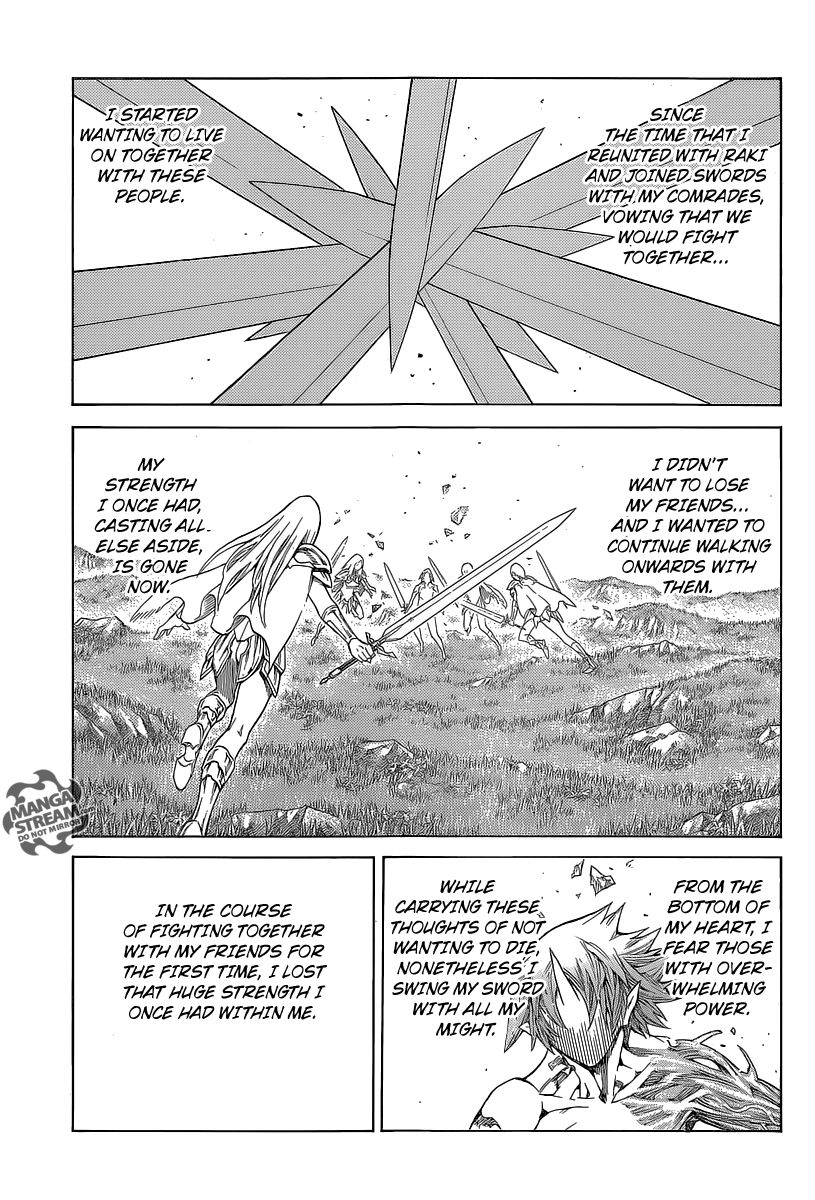 SINCE
THE TIME THAT I
REUNITED WITH RAKI
AND JOINED SWORDS
WITH MY COMRADES,
VOWING THAT WE
WOULD FIGHT
TOGETHER...
I STARTED
WANTING TO LIVE
ON TOGETHER
WITH THESE
PEOPLE.
I DIDN'T
WANT TO LOSE
MY FRIENDS...
AND I WANTED TO
CONTINUE WALKING
ONWARDS WITH
THEM.
MY
STRENGTH
I ONCE HAD,
CASTING ALL
ELSE ASIDE,
IS GONE
NOW.
MANGA
STREAM.com
DO NOT MIRROR!
FROM THE
BOTTOM OF
MY HEART, I
FEAR THOSE
WITH OVER-
WHELMING
POWER.
WHILE
CARRYING THESE
THOUGHTS OF NOT
WANTING TO DIE,
NONETHELESS I
SWING MY SWORD
WITH ALL MY
MIGHT.
IN THE COURSE
OF FIGHTING TOGETHER
WITH MY FRIENDS FOR
THE FIRST TIME, I LOST
THAT HUGE STRENGTH I
ONCE HAD WITHIN ME.